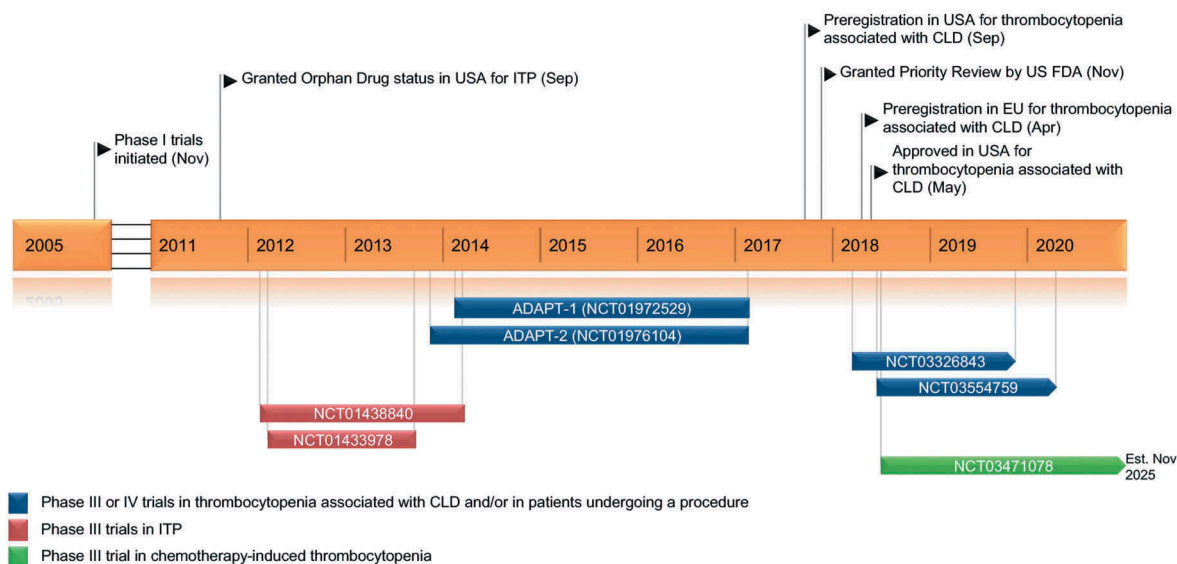 Preregistration in USA for thrombocytopenia
associated with CLD (Sep)
Granted Orphan Drug status in USA for ITP (Sep)
Granted Priority Review by US FDA (Nov)
Preregistration in EU for thrombocytopenia
associated with CLD (Apr)
Phase I trials
initiated (Nov)
Approved in USA for
thrombocytopenia associated with
CLD (May)
2005 2011 2012 2013 2014 2015 2016 2017 2018 2019 2020
ADAPT-1 (NCT01972529)
ADAPT-2 (NCT01976104)
NCT03326843
NCT03554759
NCT01438840
NCT01433978
NCT03471078
Est. Nov
2025
Phase III or IV trials in thrombocytopenia associated with CLD and/or in patients undergoing a procedure
Phase III trials in ITP
Phase III trial in chemotherapy-induced thrombocytopenia